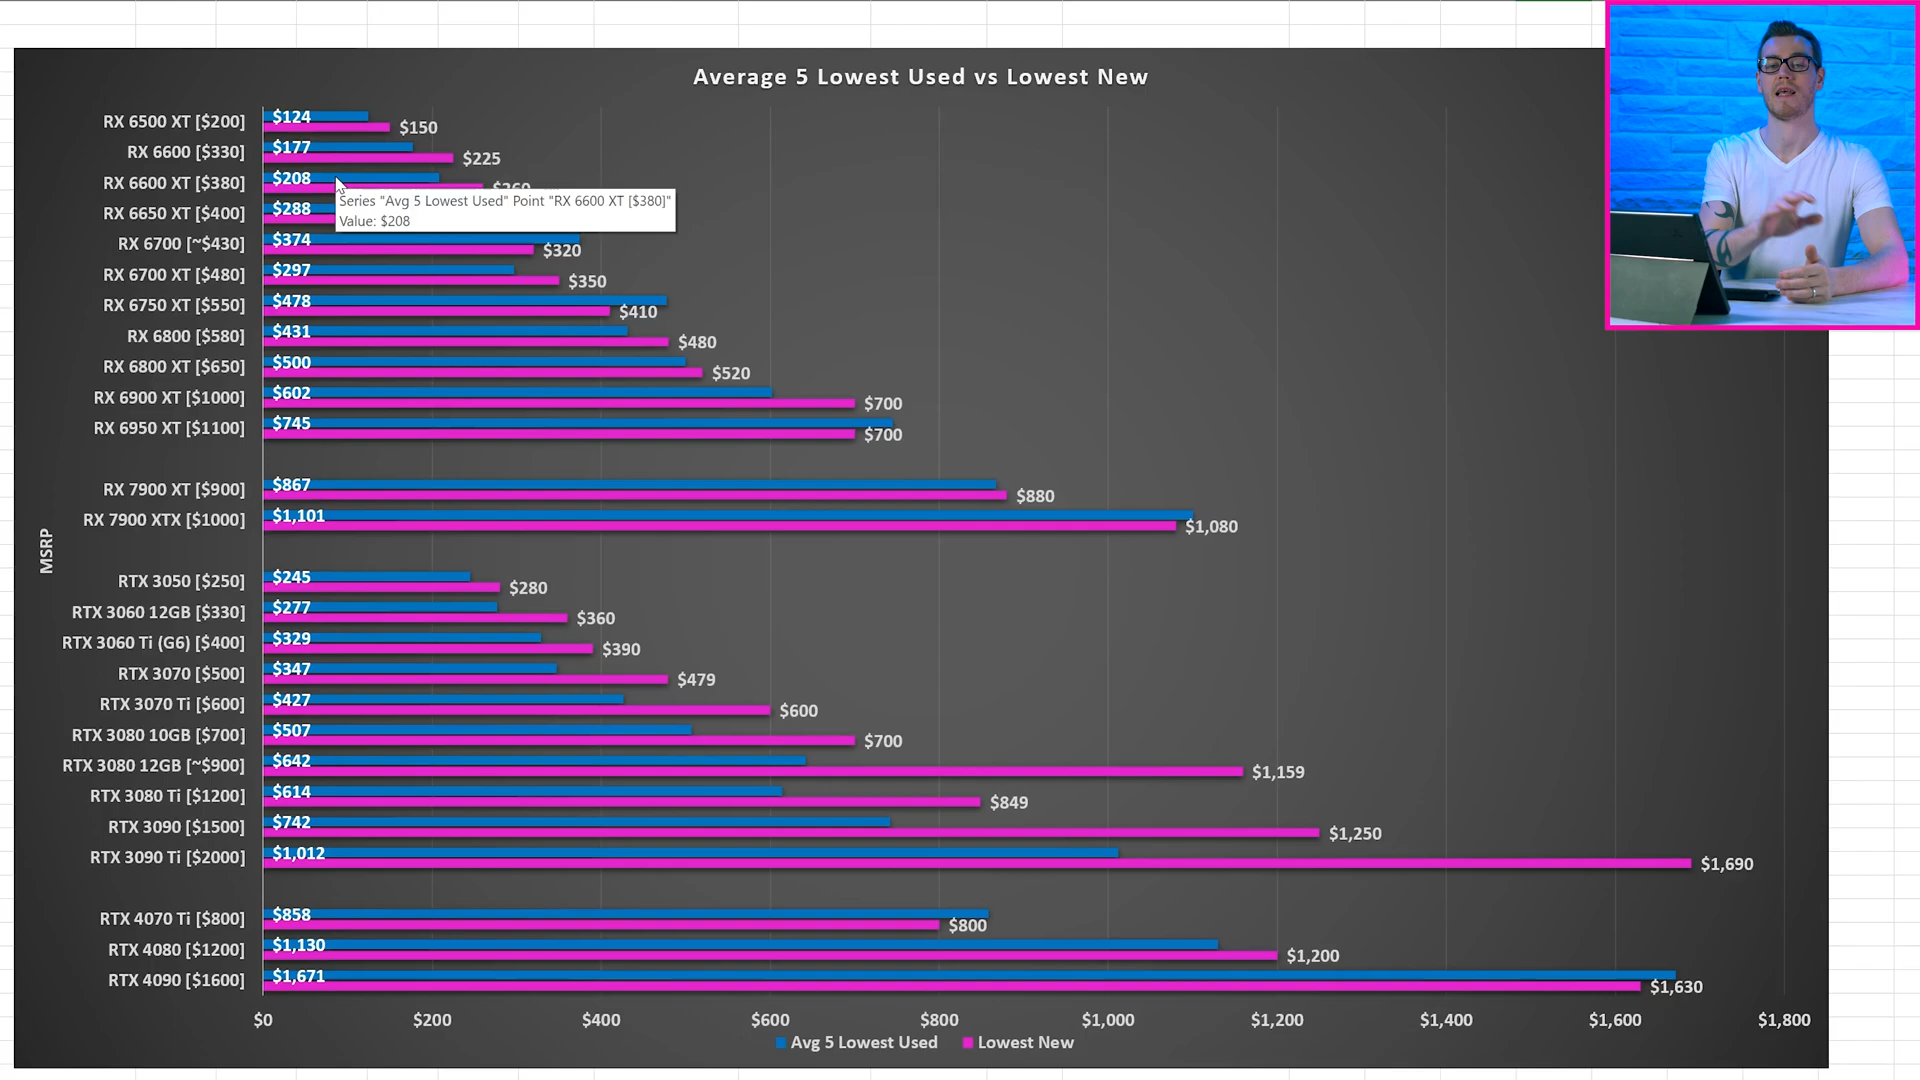 Average 5 Lowest Used vs Lowest New
RX 6500 XT [$200] $124 $150
RX 6600 [$330] $177 $225
RX 6600 XT [$380] $208 $260
Series "Avg 5 Lowest Used" Point "RX 6600 XT [$380]"
Value: $208
RX 6650 XT [$400] $288
RX 6700 [~$430] $374 $320
RX 6700 XT [$480] $297 $350
RX 6750 XT [$550] $478 $410
RX 6800 [$580] $431 $480
RX 6800 XT [$650] $500 $520
RX 6900 XT [$1000] $602 $700
RX 6950 XT [$1100] $745 $700
RX 7900 XT [$900] $867 $880
RX 7900 XTX [$1000] $1,101 $1,080
MSRP
RTX 3050 [$250] $245 $280
RTX 3060 12GB [$330] $277 $360
RTX 3060 Ti (G6) [$400] $329 $390
RTX 3070 [$500] $347 $479
RTX 3070 Ti [$600] $427 $600
RTX 3080 10GB [$700] $507 $700
RTX 3080 12GB [~$900] $642 $1,159
RTX 3080 Ti [$1200] $614 $849
RTX 3090 [$1500] $742 $1,250
RTX 3090 Ti [$2000] $1,012 $1,690
RTX 4070 Ti [$800] $858 $800
RTX 4080 [$1200] $1,130 $1,200
RTX 4090 [$1600] $1,671 $1,630
$0 $200 $400 $600 $800 $1,000 $1,200 $1,400 $1,600 $1,800
Avg 5 Lowest Used Lowest New